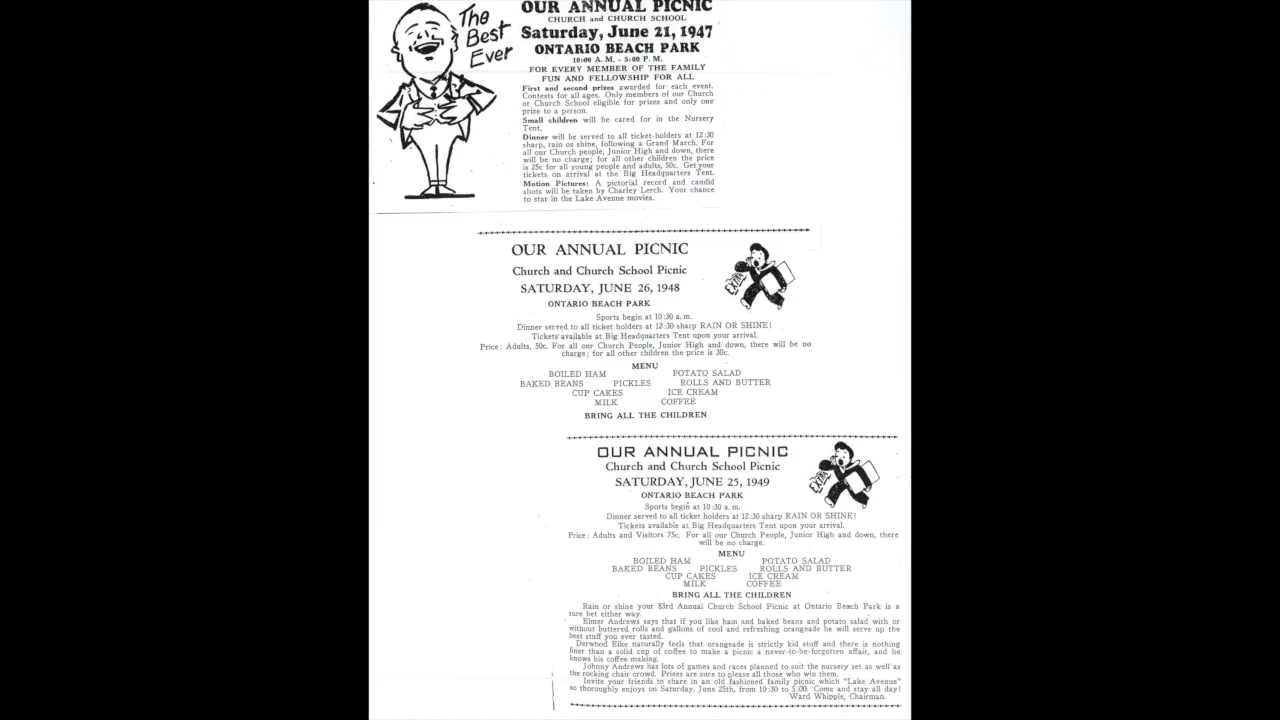 The
Best
Ever
OUR ANNUAL PICNIC
CHURCH and CHURCH SCHOOL
Saturday, June 21, 1947
ONTARIO BEACH PARK
10:00 A. M. - 5:00 P. M.
FOR EVERY MEMBER OF THE FAMILY
FUN AND FELLOWSHIP FOR ALL
First and second prizes awarded for each event.
Contests for all ages. Only members of our Church
or Church School eligible for prizes and only one
prize to a person.
Small children will be cared for in the Nursery
Tent.
Dinner will be served to all ticket-holders at 12:30
sharp, rain or shine, following a Grand March. For
all our Church people, Junior High and down, there
will be no charge; for all other children the price
is 25c for all young people and adults, 50c. Get your
tickets on arrival at the Big Headquarters Tent.
Motion Pictures: A pictorial record and candid
shots will be taken by Charley Lerch. Your chance
to star in the Lake Avenue movies.
OUR ANNUAL PICNIC
Church and Church School Picnic
SATURDAY, JUNE 26, 1948
ONTARIO BEACH PARK
EXTRA
Sports begin at 10:30 a. m.
Dinner served to all ticket holders at 12:30 sharp RAIN OR SHINE!
Tickets available at Big Headquarters Tent upon your arrival.
Price: Adults, 50c. For all our Church People, Junior High and down, there will be no
charge; for all other children the price is 30c.
MENU
BOILED HAM POTATO SALAD
BAKED BEANS PICKLES ROLLS AND BUTTER
CUP CAKES ICE CREAM
MILK COFFEE
BRING ALL THE CHILDREN
OUR ANNUAL PICNIC
Church and Church School Picnic
SATURDAY, JUNE 25, 1949
ONTARIO BEACH PARK
EXTRA
Sports begin at 10:30 a. m.
Dinner served to all ticket holders at 12:30 sharp RAIN OR SHINE!
Tickets available at Big Headquarters Tent upon your arrival.
Price: Adults and Visitors 75c. For all our Church People, Junior High and down, there
will be no charge.
MENU
BOILED HAM POTATO SALAD
BAKED BEANS PICKLES ROLLS AND BUTTER
CUP CAKES ICE CREAM
MILK COFFEE
BRING ALL THE CHILDREN
Rain or shine your 83rd Annual Church School Picnic at Ontario Beach Park is a
sure bet either way.
Elmer Andrews says that if you like ham and baked beans and potato salad with or
without buttered rolls and gallons of cool and refreshing orangeade he will serve up the
best stuff you ever tasted.
Derwood Elke naturally feels that orangeade is strictly kid stuff and there is nothing
finer than a solid cup of coffee to make a picnic a never-to-be-forgotten affair, and he
knows his coffee making.
Johnny Andrews has lots of games and races planned to suit the nursery set as well as
the rocking chair crowd. Prizes are sure to please all those who win them.
Invite your friends to share in an old fashioned family picnic which "Lake Avenue"
so thoroughly enjoys on Saturday, June 25th, from 10:30 to 5:00. Come and stay all day!
Ward Whipple, Chairman.